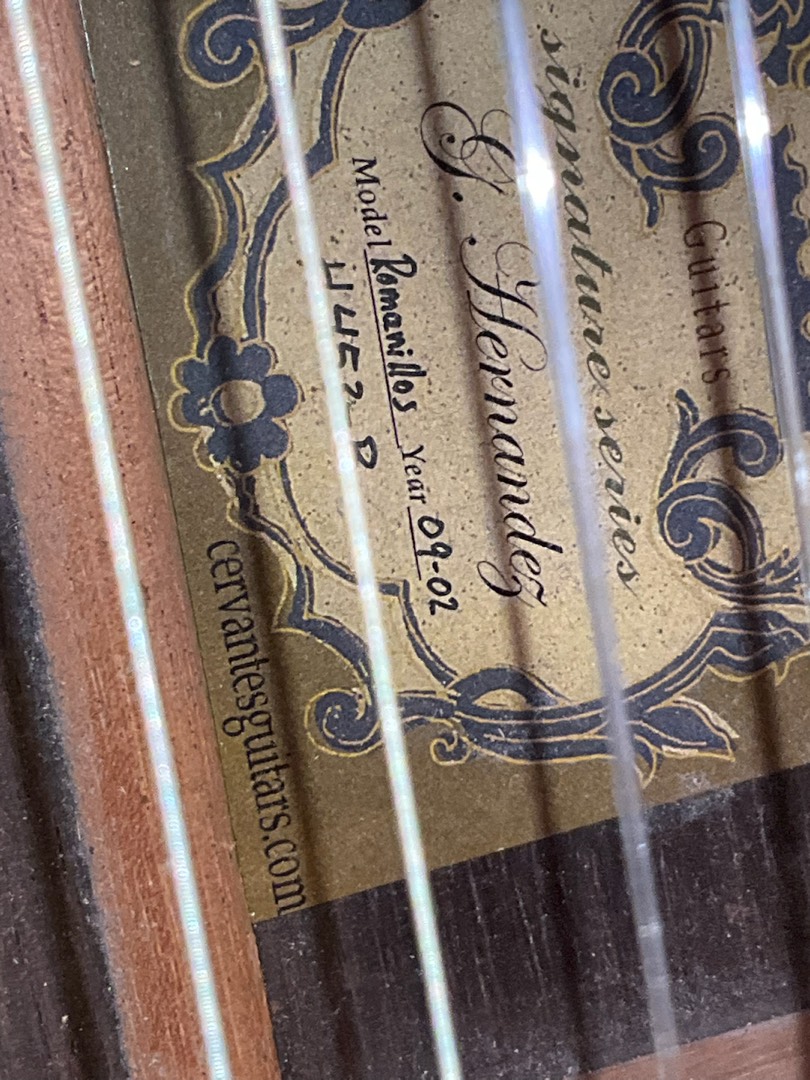 Guitars
signature series
G. Hernandez
Model Romanillos Year 09-02
cervantesguitars.com